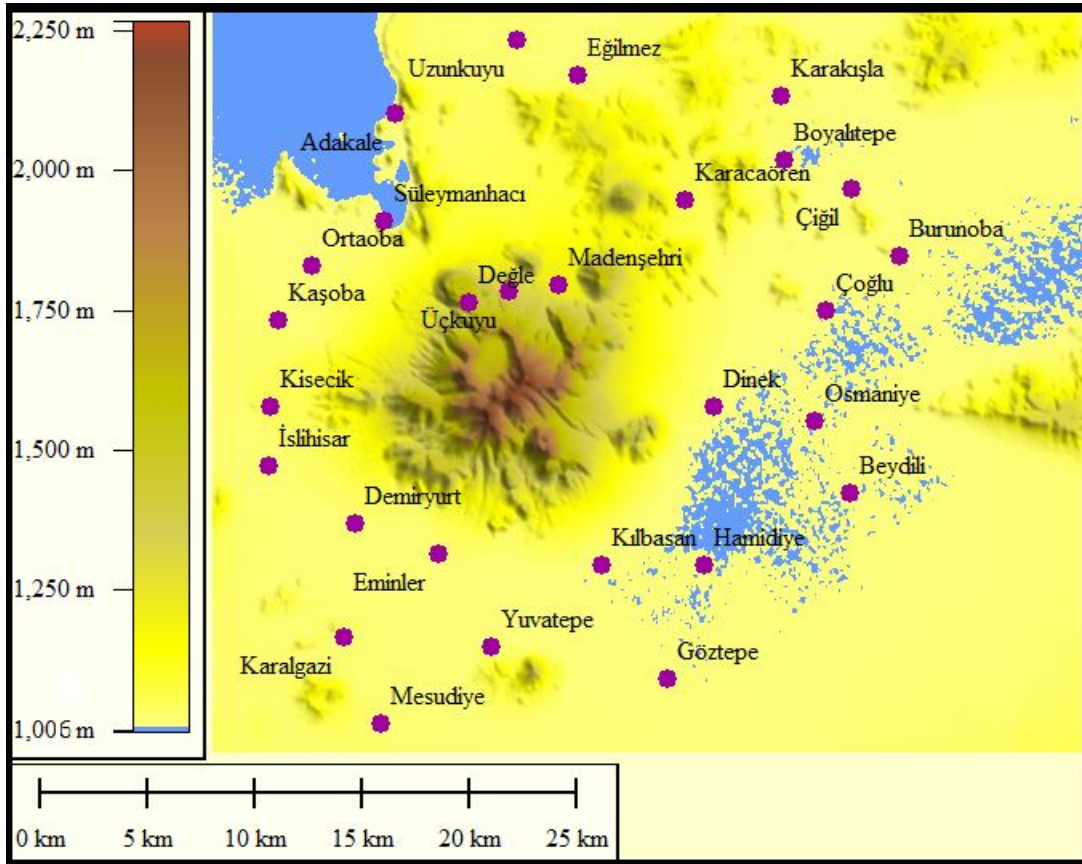 2,250 m
2,000 m
1,750 m
1,500 m
1,250 m
1,006 m
Uzunkuyu
Eğilmez
Karakışla
Adakale
Boyalıtepe
Karacaören
Süleymanhacı
Çiğil
Ortaoba
Burunoba
Madenşehri
Değle
Kaşoba
Üçkuyu
Çoğlu
Kisecik
Dinek
Osmaniye
İslihisar
Beydili
Demiryurt
Kılbasan
Hamidiye
Eminler
Yuvatepe
Karalgazi
Göztepe
Mesudiye
0 km 5 km 10 km 15 km 20 km 25 km